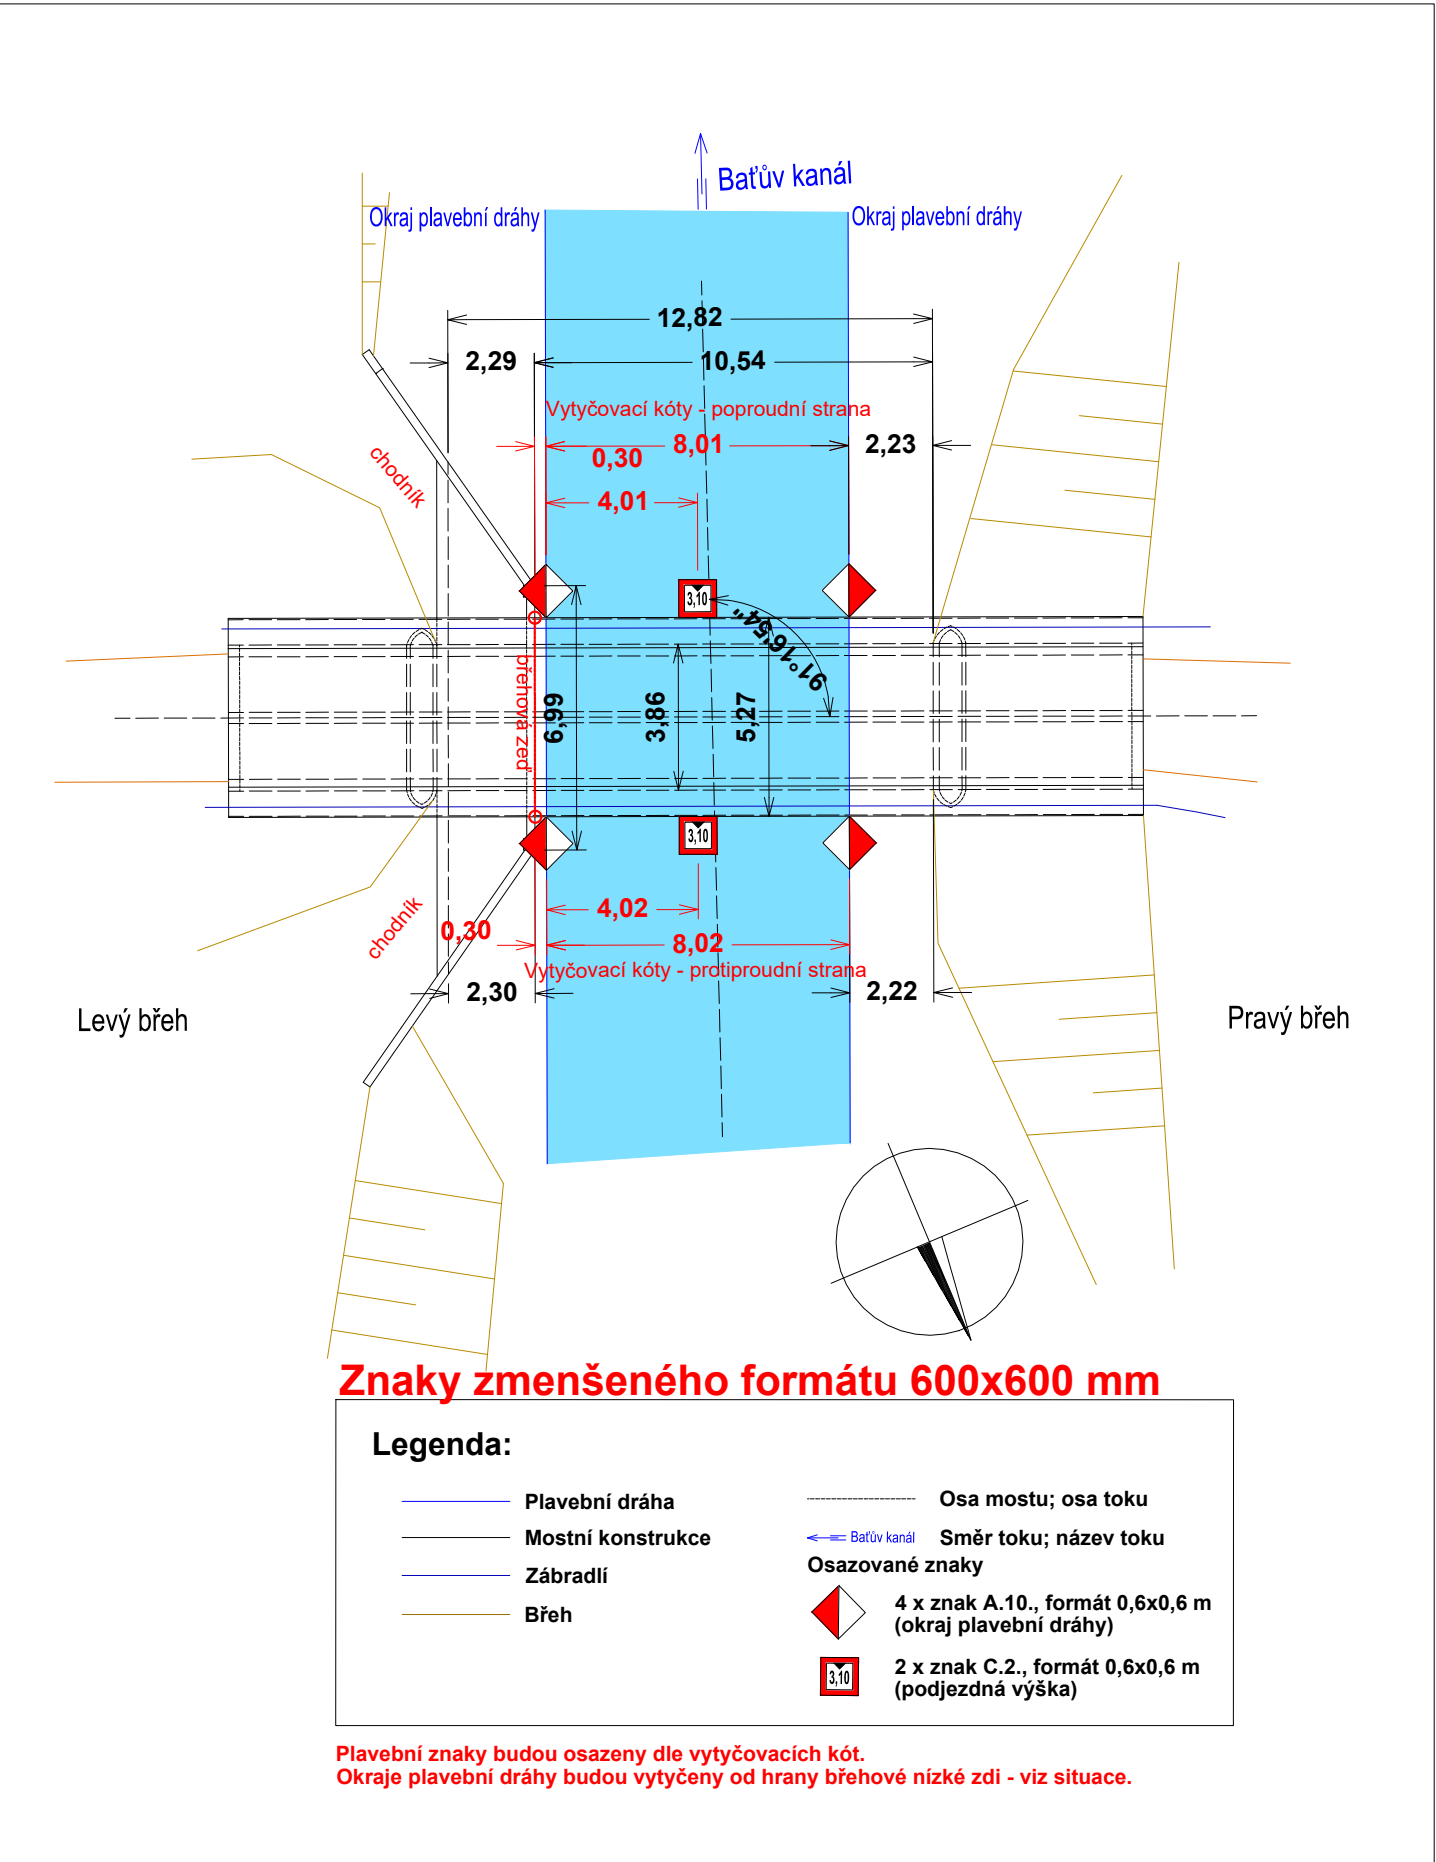 Baťův kanál
Okraj plavební dráhy
Okraj plavební dráhy
12,82
2,29
10,54
Vytyčovací kóty - poproudní strana
8,01
2,23
0,30
chodník
4,01
3,10
91°16'54"
břehová zeď
6,99
3,86
5,27
3,10
4,02
chodník
0,30
8,02
Vytyčovací kóty - protiproudní strana
2,30
2,22
Levý břeh
Pravý břeh
Znaky zmenšeného formátu 600x600 mm
Legenda:
Plavební dráha
Mostní konstrukce
Zábradlí
Břeh
Osa mostu; osa toku
Baťův kanál
Směr toku; název toku
Osazované znaky
4 x znak A.10., formát 0,6x0,6 m
(okraj plavební dráhy)
3,10
2 x znak C.2., formát 0,6x0,6 m
(podjezdná výška)
Plavební znaky budou osazeny dle vytyčovacích kót.
Okraje plavební dráhy budou vytyčeny od hrany břehové nízké zdi - viz situace.